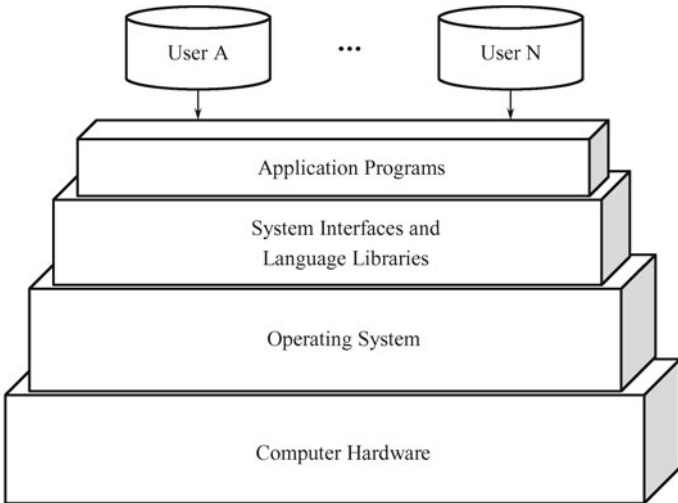 User A
...
User N
Application Programs
System Interfaces and
Language Libraries
Operating System
Computer Hardware